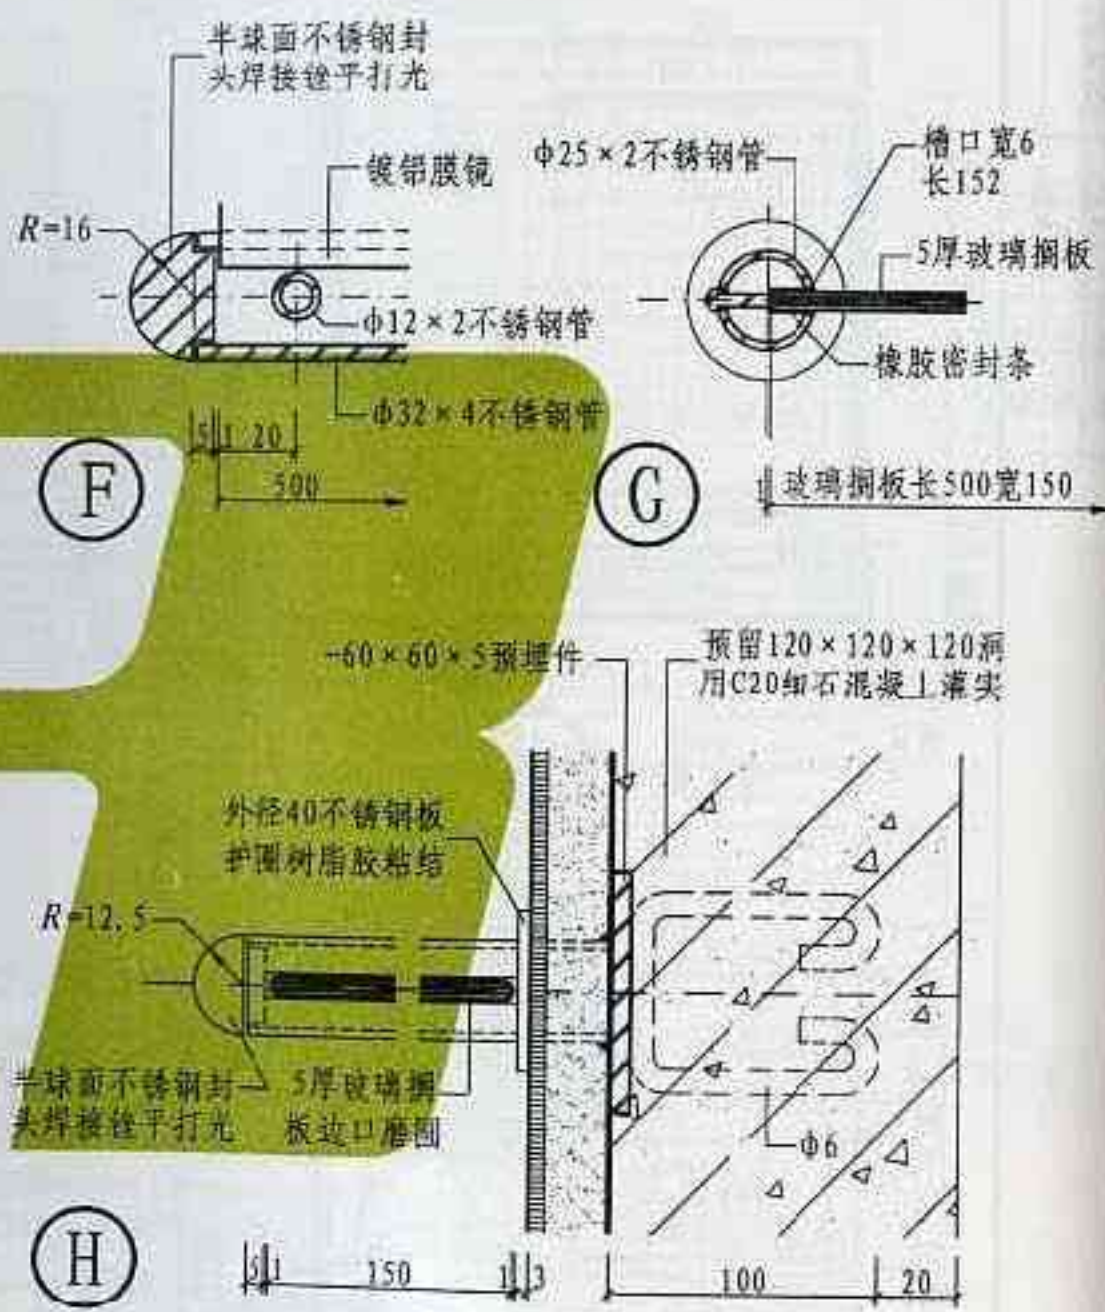 半球面不锈钢封
头焊接锉平打光
镀铝膜镜
R=16
φ12×2不锈钢管
φ32×4不锈钢管
5 1 20
500
F
φ25×2不锈钢管
槽口宽6
长152
5厚玻璃搁板
橡胶密封条
1 玻璃搁板长500宽150
G
-60×60×5预埋件
预留120×120×120洞
用C20细石混凝土灌实
外径40不锈钢板
护圈树脂胶粘结
R=12.5
半球面不锈钢封
头焊接锉平打光
5厚玻璃搁
板边口磨圆
φ6
H
5 1 150 1 3 100 20